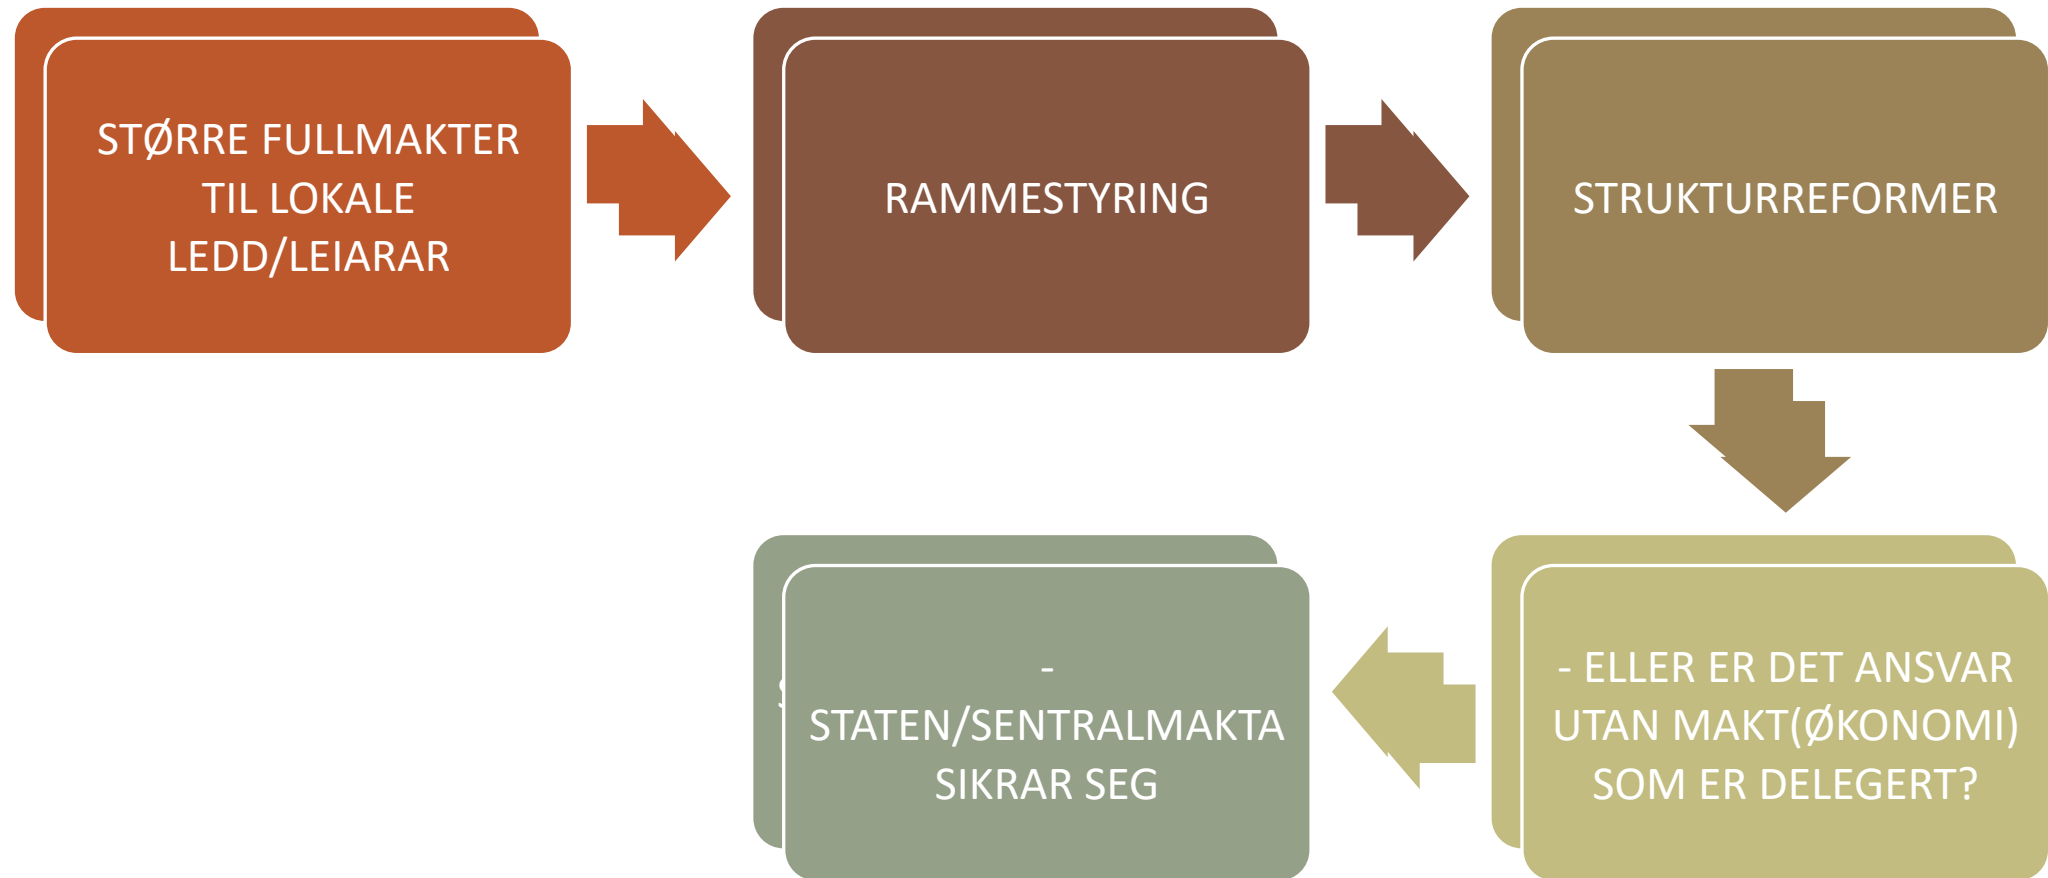 STØRRE FULLMAKTER
TIL LOKALE
LEDD/LEIARAR
RAMMESTYRING
STRUKTURREFORMER
- ELLER ER DET ANSVAR
UTAN MAKT(ØKONOMI)
SOM ER DELEGERT?
-
STATEN/SENTRALMAKTA
SIKRAR SEG